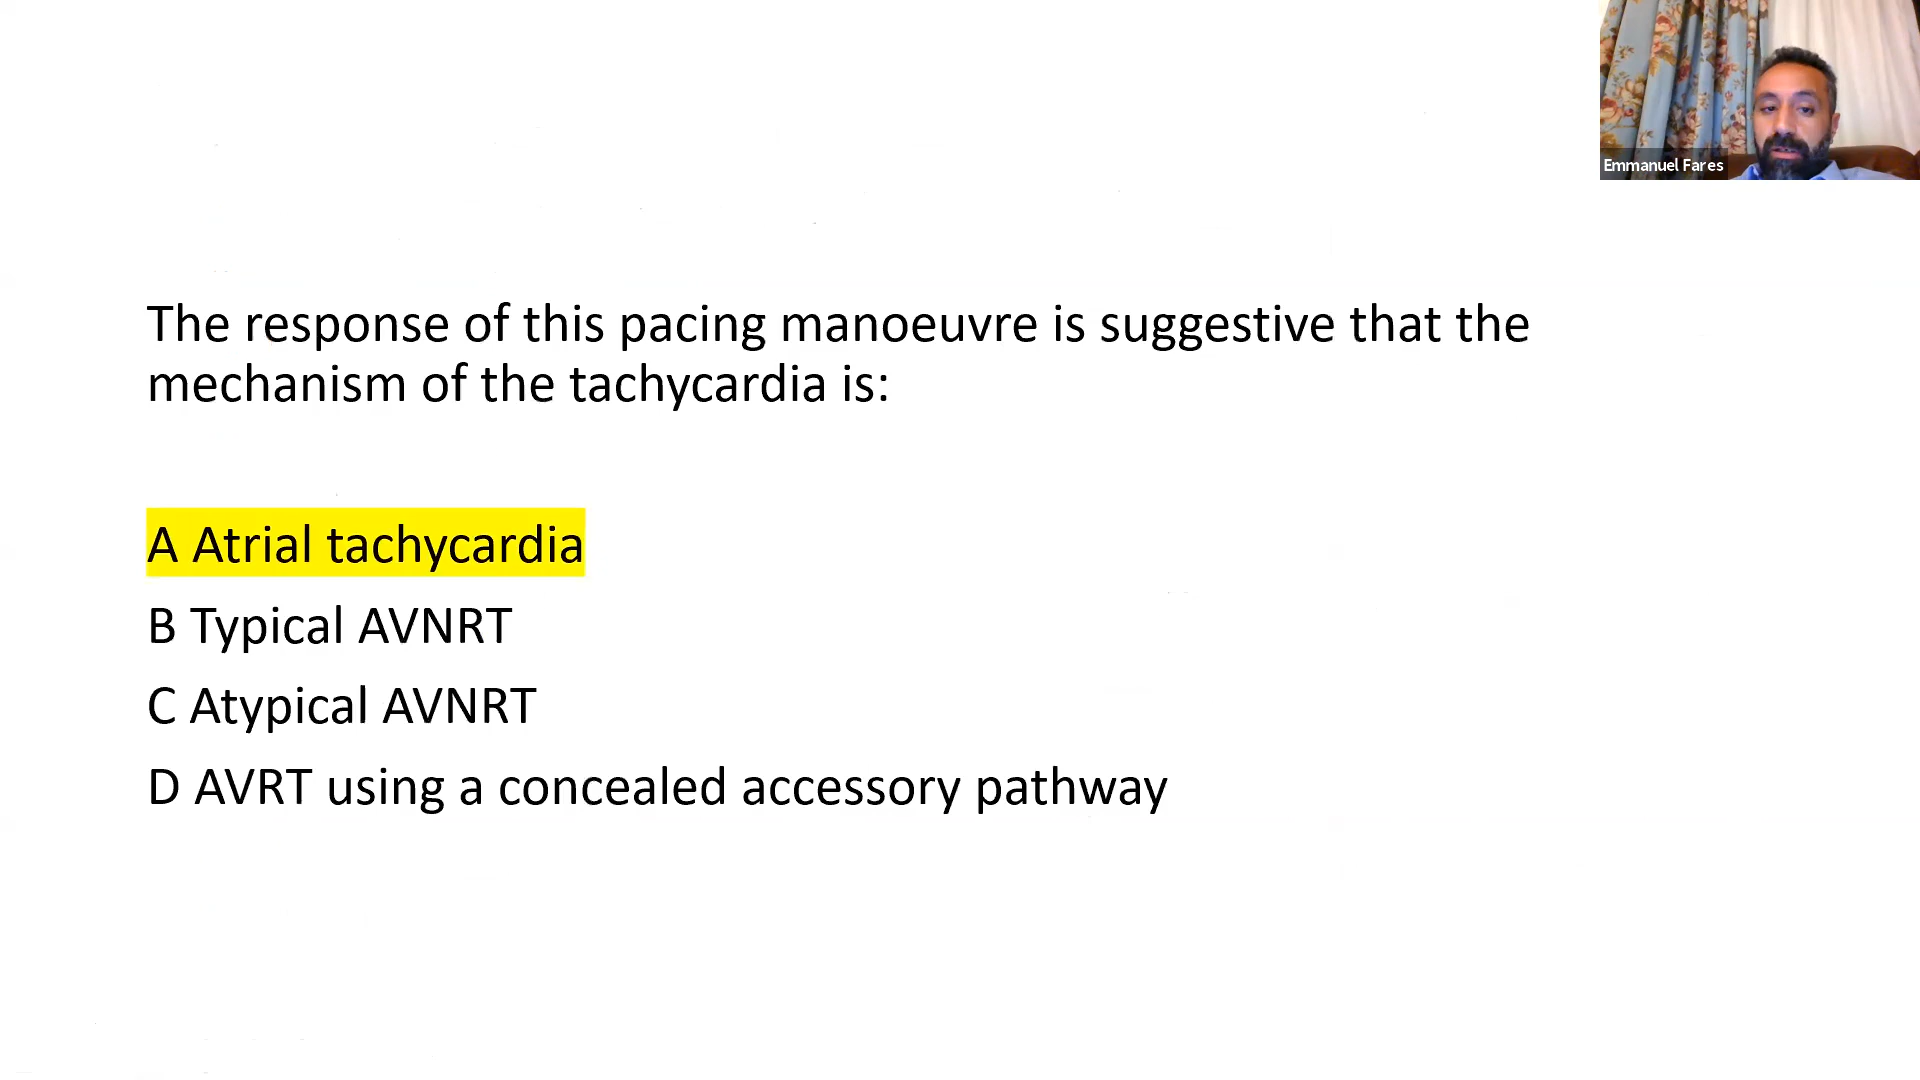 Emmanuel Fares
The response of this pacing manoeuvre is suggestive that the
mechanism of the tachycardia is:
A Atrial tachycardia
B Typical AVNRT
C Atypical AVNRT
D AVRT using a concealed accessory pathway